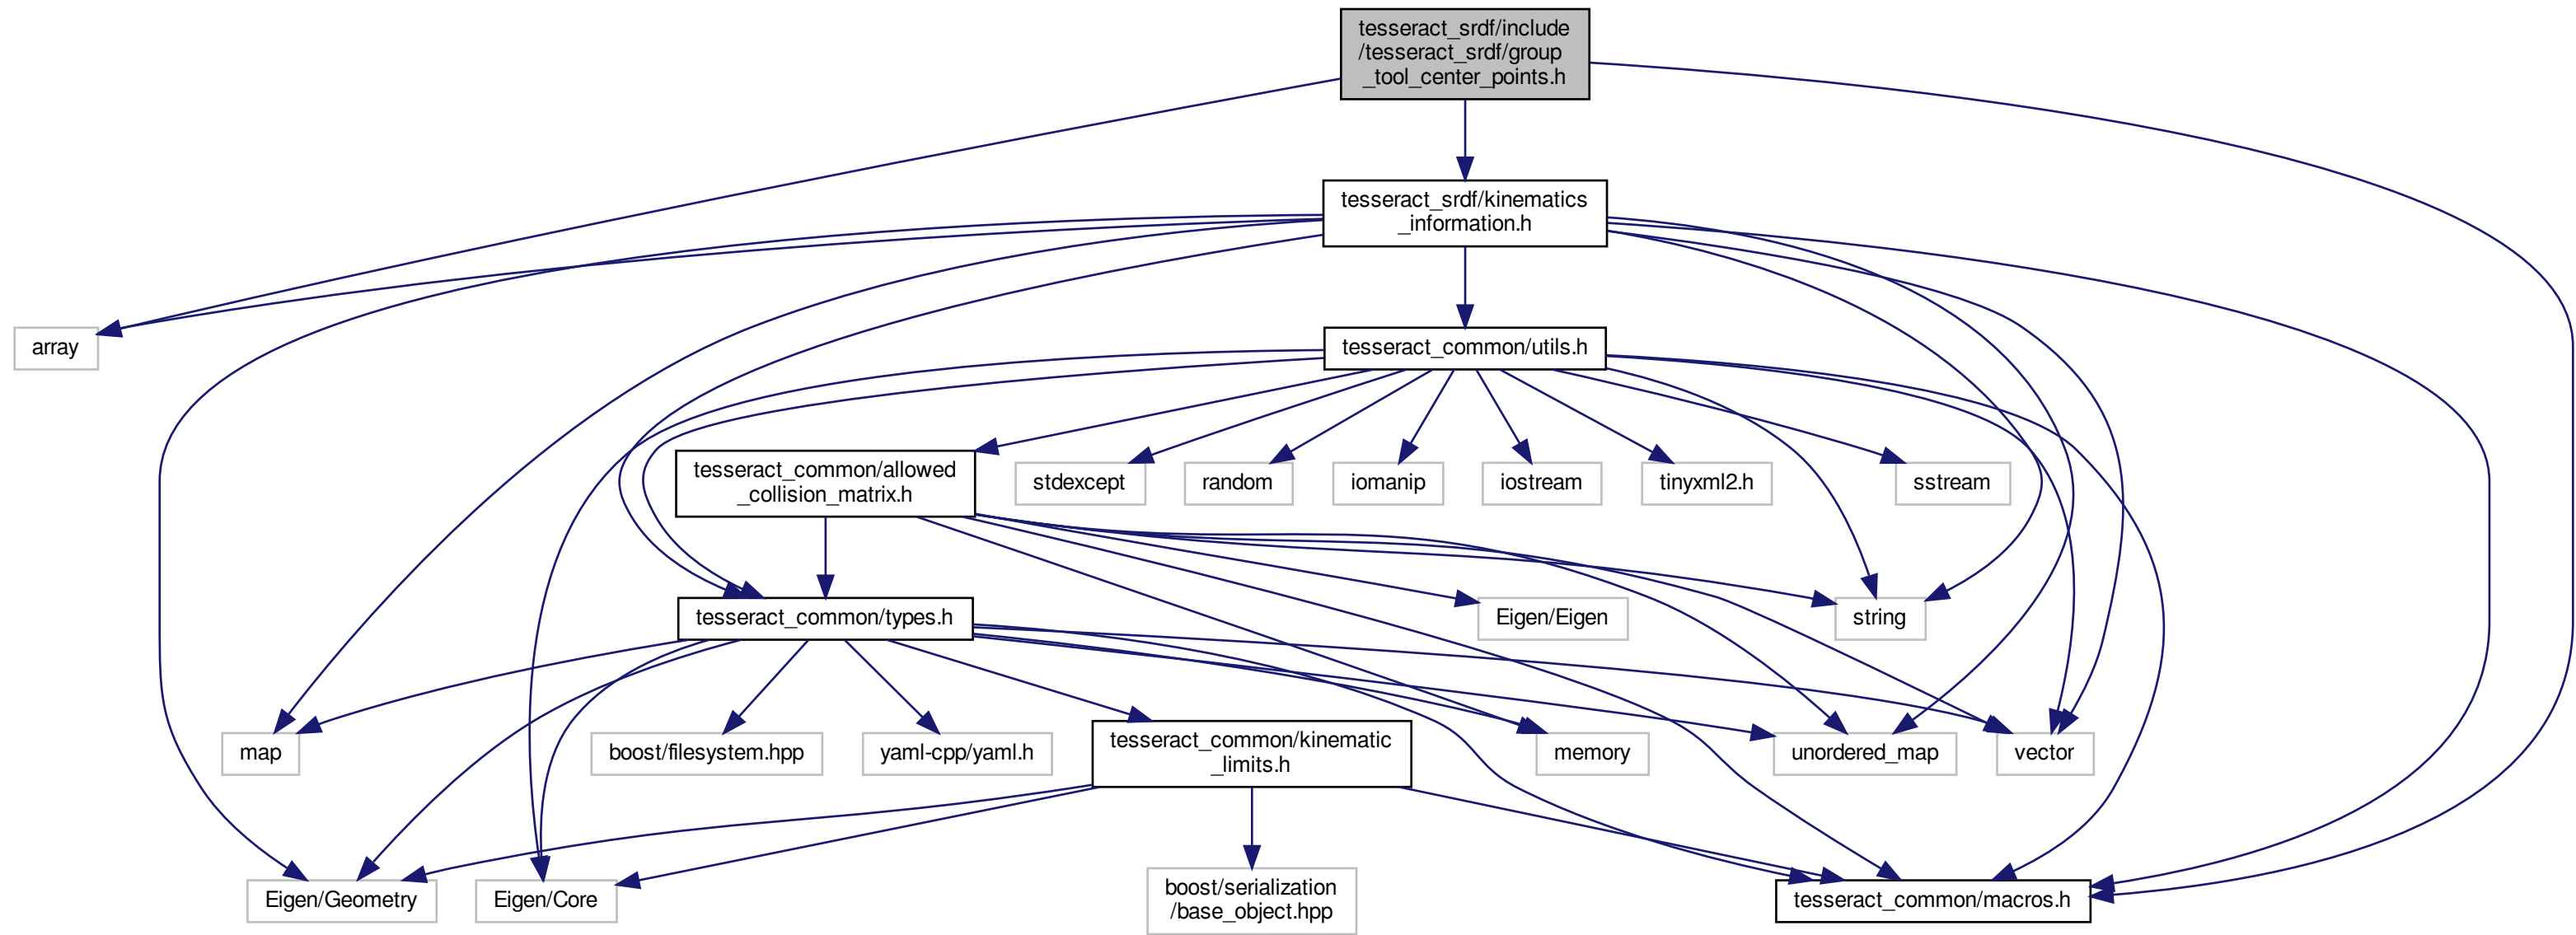 tesseract_srdf/include
/tesseract_srdf/group
_tool_center_points.h
tesseract_srdf/kinematics
_information.h
array
tesseract_common/utils.h
tesseract_common/allowed
_collision_matrix.h
stdexcept
random
iomanip
iostream
tinyxml2.h
sstream
tesseract_common/types.h
Eigen/Eigen
string
map
boost/filesystem.hpp
yaml-cpp/yaml.h
tesseract_common/kinematic
_limits.h
memory
unordered_map
vector
Eigen/Geometry
Eigen/Core
boost/serialization
/base_object.hpp
tesseract_common/macros.h